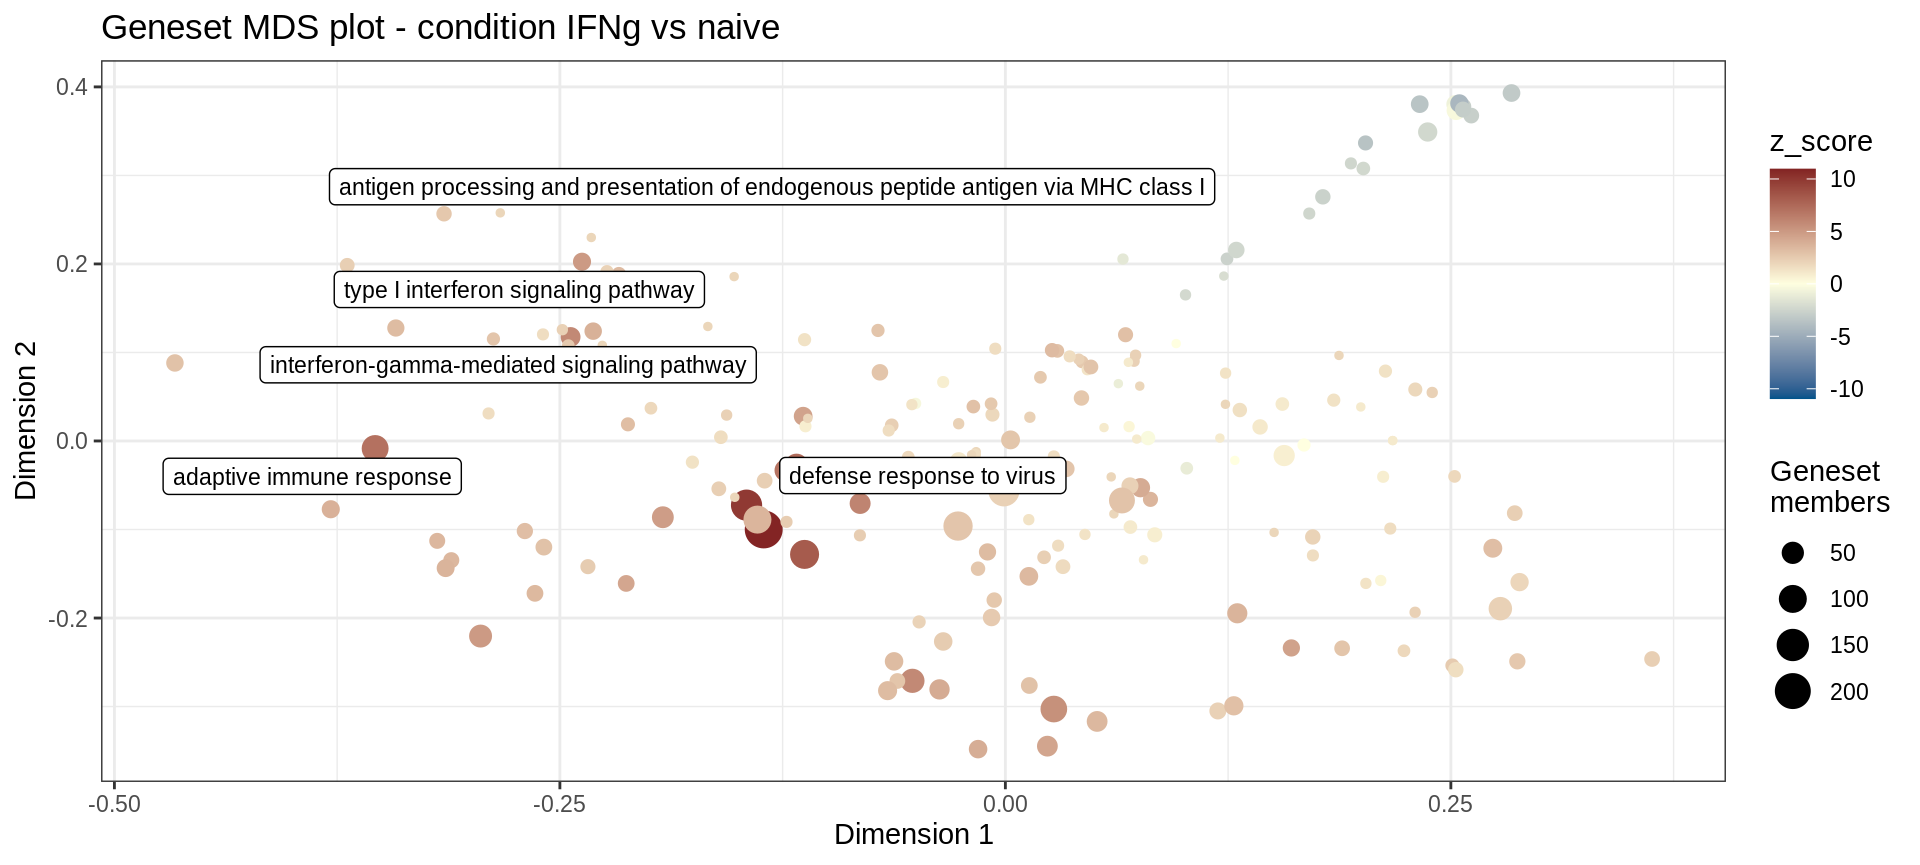 Geneset MDS plot - condition IFNg vs naive
0.4
0.2
0.0
-0.2
Dimension 2
antigen processing and presentation of endogenous peptide antigen via MHC class I
type I interferon signaling pathway
interferon-gamma-mediated signaling pathway
adaptive immune response
defense response to virus
-0.50
-0.25
0.00
0.25
Dimension 1
z_score
10
5
0
-5
-10
Geneset
members
50
100
150
200